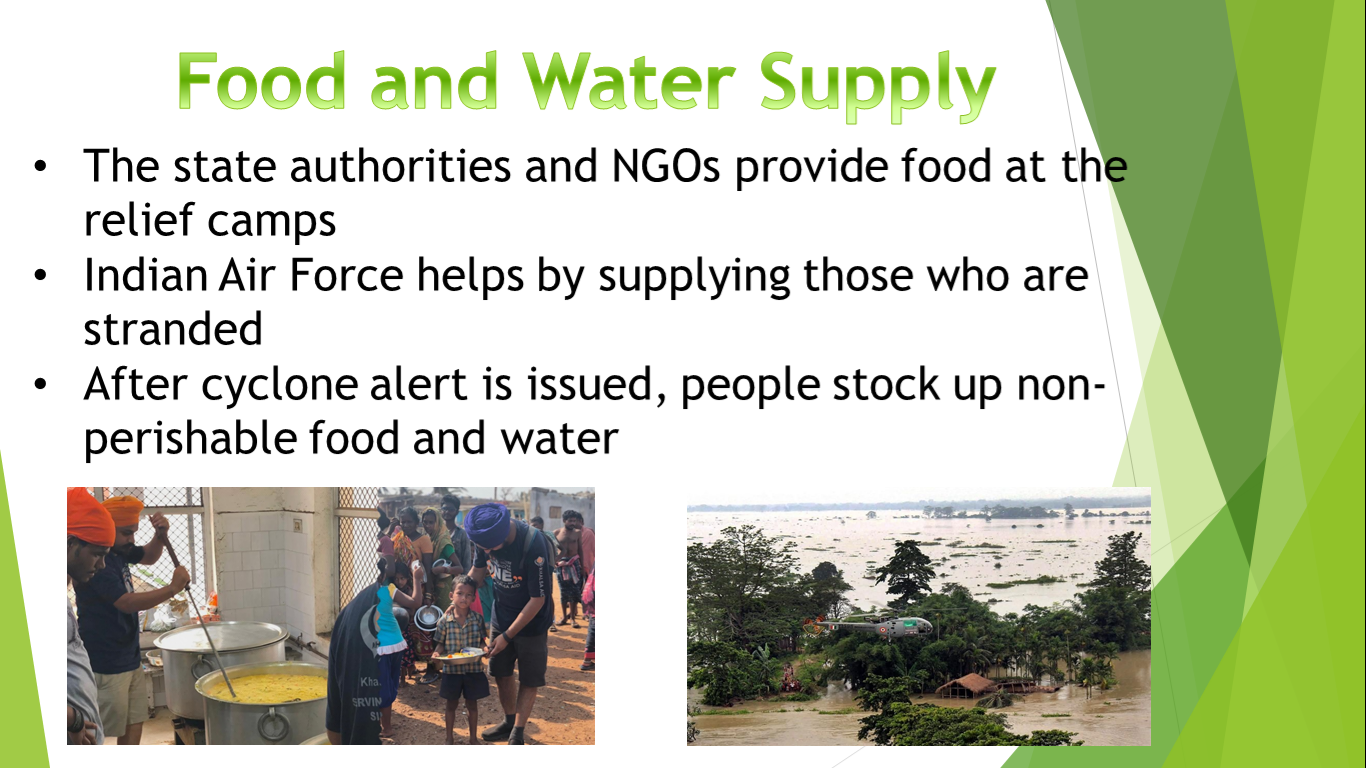 Food and Water Supply
• The state authorities and NGOs provide food at the
relief camps
• Indian Air Force helps by supplying those who are
stranded
• After cyclone alert is issued, people stock up non-
perishable food and water
ONE
SERVIN